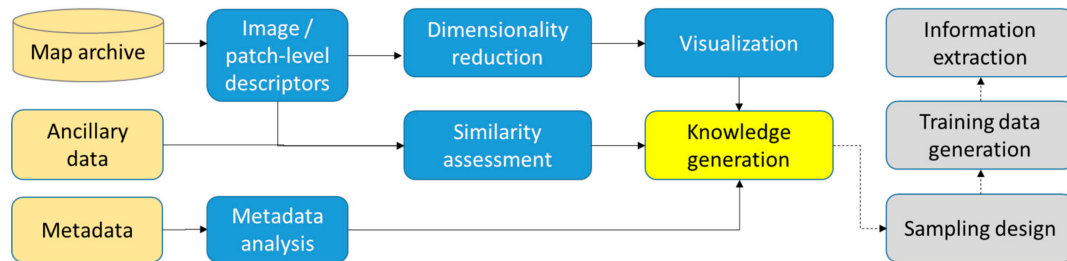 Map archive
Image /
patch-level
descriptors
Dimensionality
reduction
Visualization
Information
extraction
Ancillary
data
Similarity
assessment
Knowledge
generation
Training data
generation
Metadata
Metadata
analysis
Sampling design